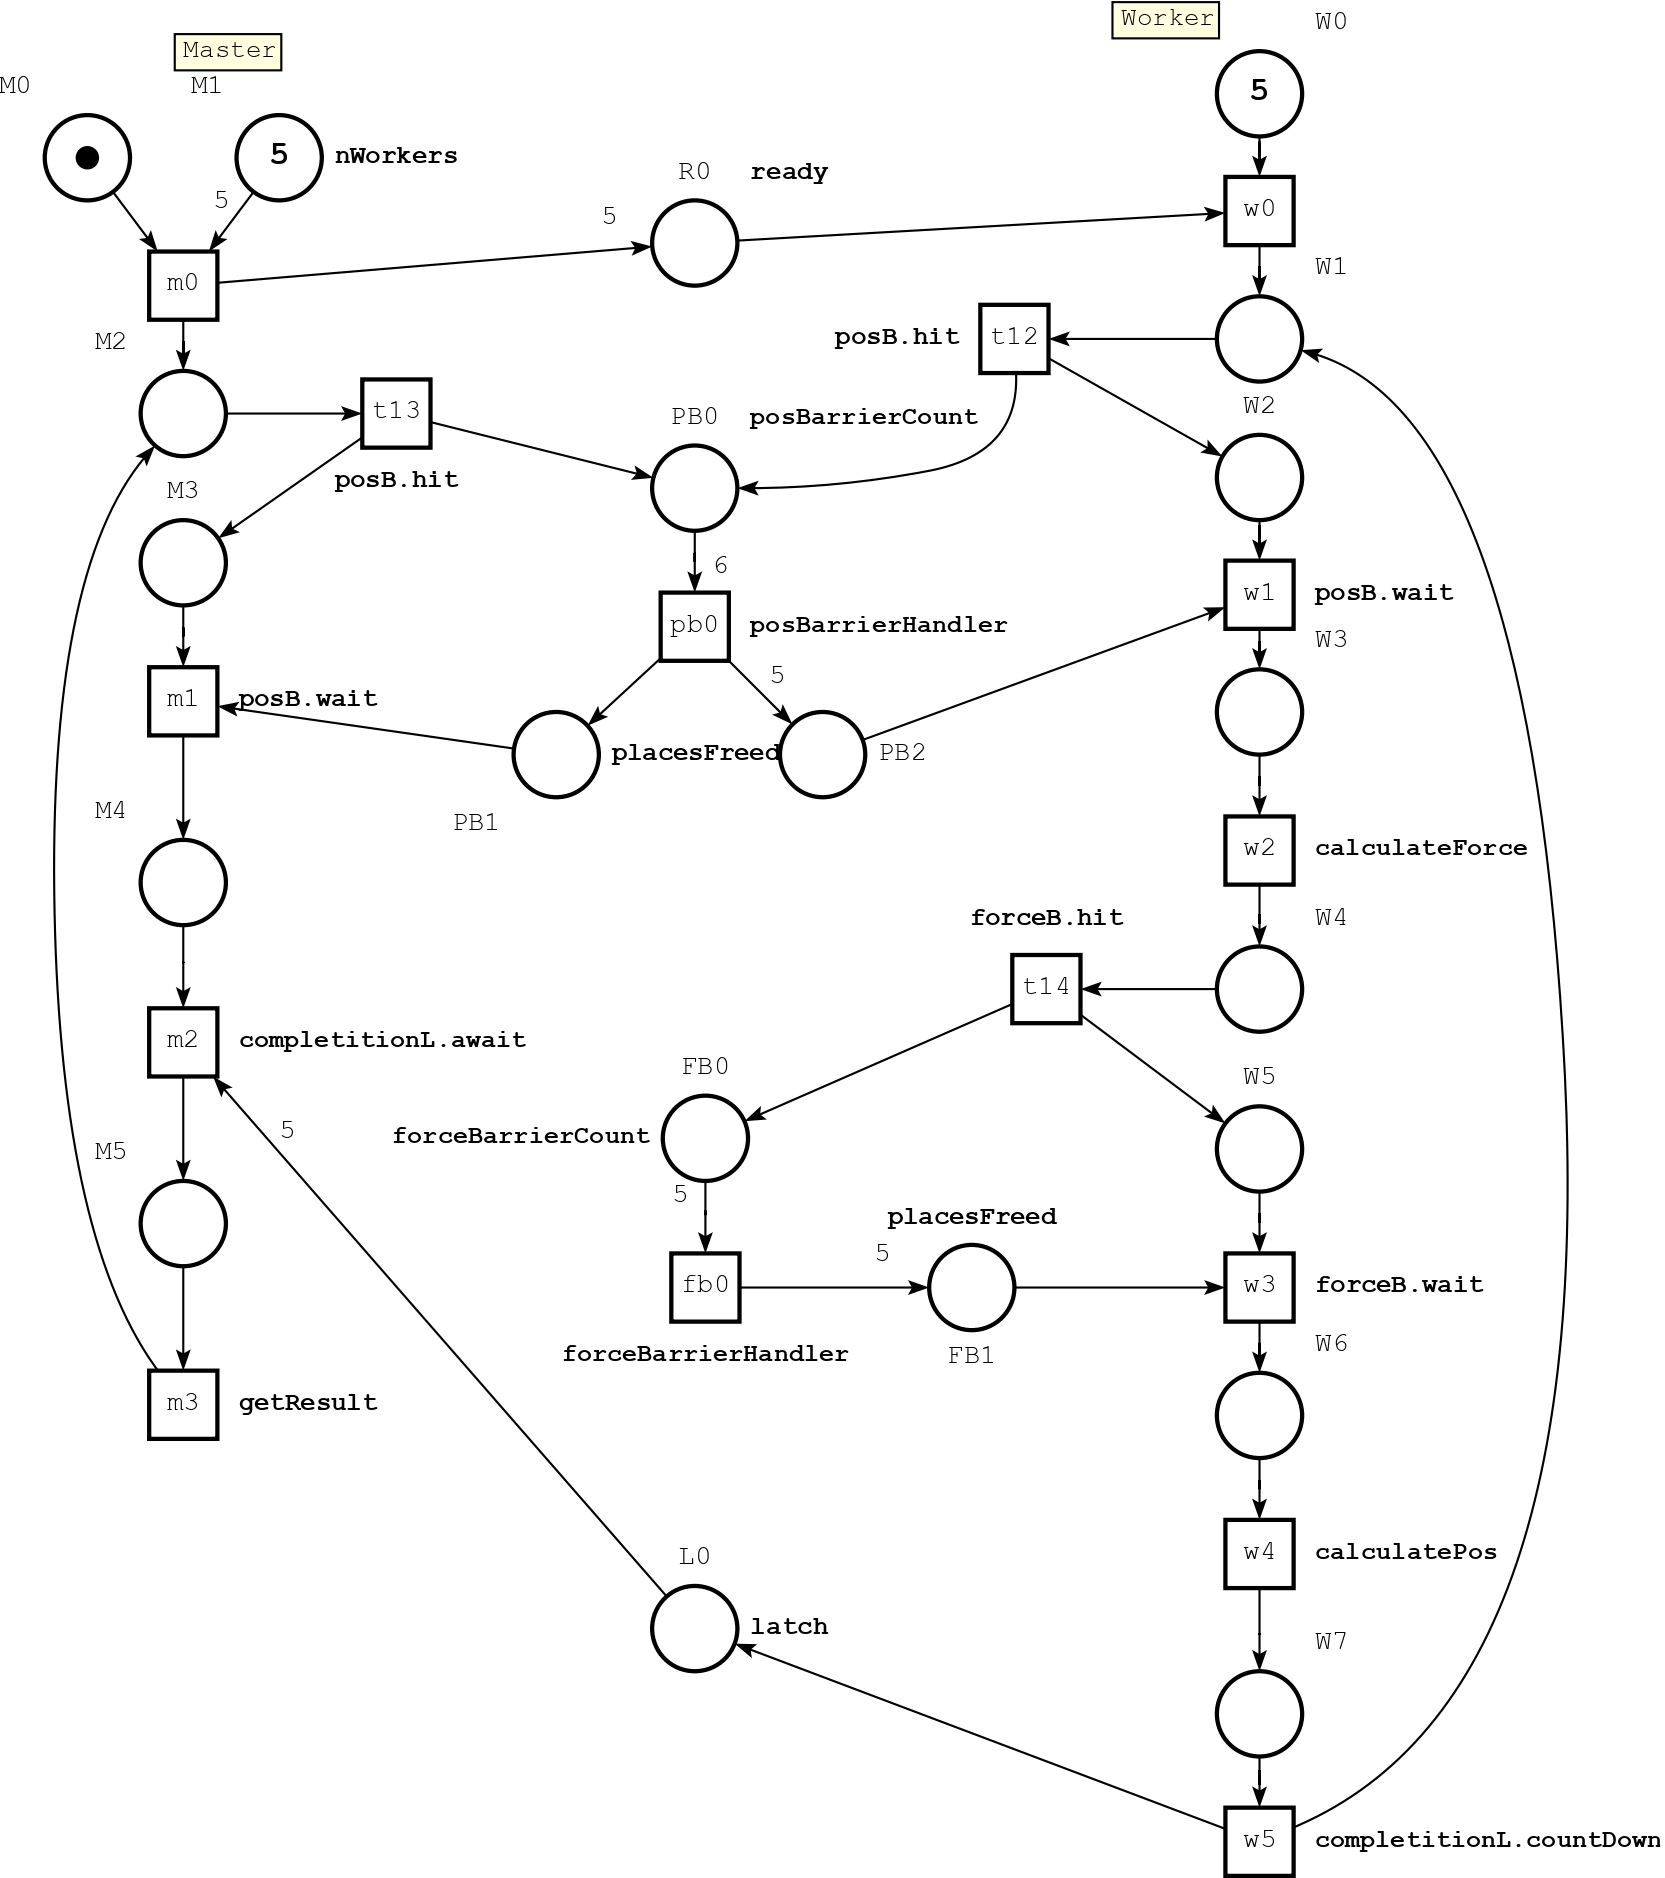 Worker
W0
Master
M0
M1
5
5
nWorkers
5
R0
ready
5
w0
m0
W1
M2
posB.hit
t12
t13
PB0
posBarrierCount
W2
posB.hit
M3
6
w1
posB.wait
pb0
posBarrierHandler
W3
5
m1
posB.wait
placesFreed
PB2
M4
PB1
w2
calculateForce
forceB.hit
W4
t14
m2
completitionL.await
FB0
W5
5
forceBarrierCount
M5
5
placesFreed
5
fb0
w3
forceB.wait
forceBarrierHandler
FB1
W6
m3
getResult
L0
w4
calculatePos
latch
W7
w5
completitionL.countDown